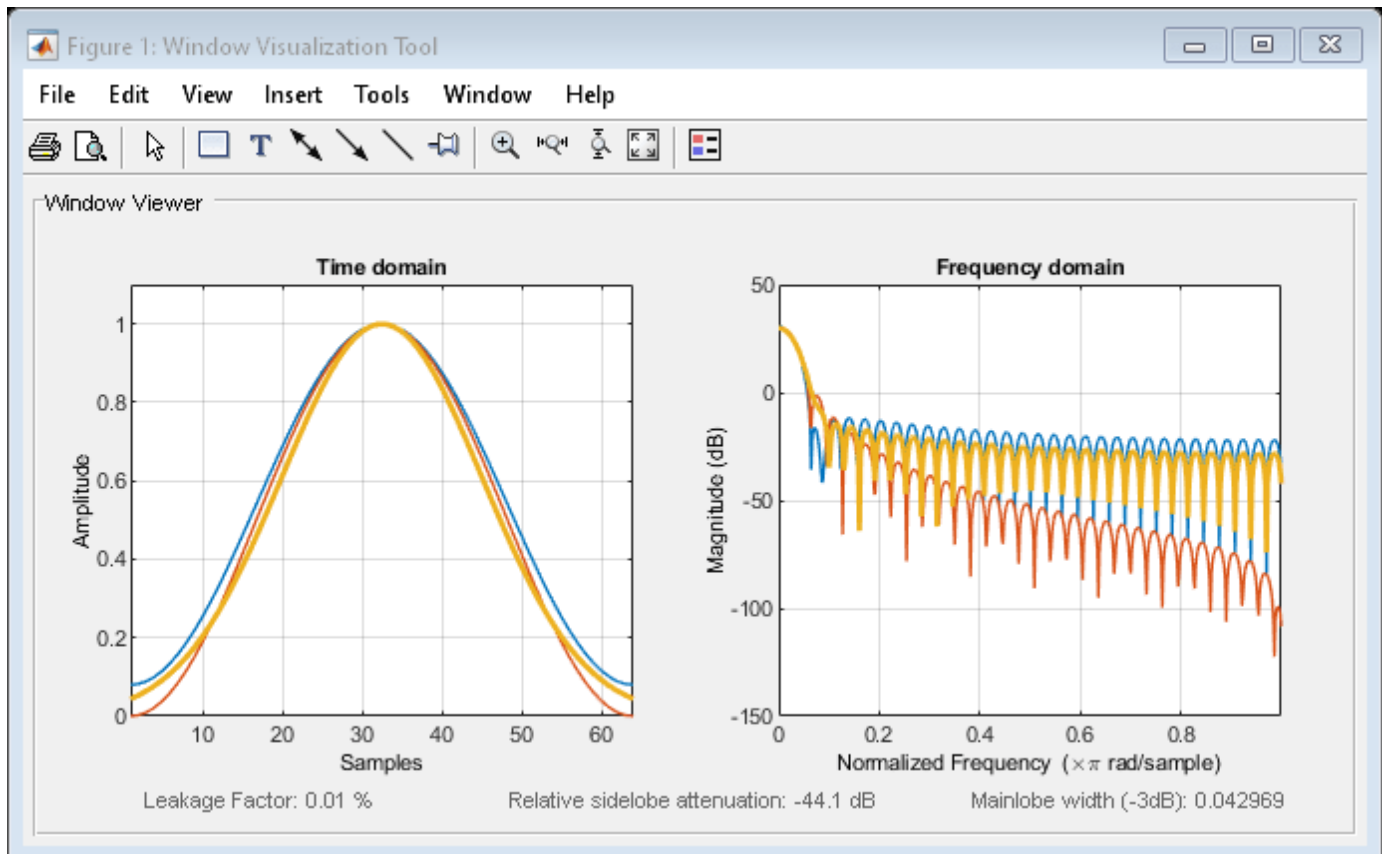 Figure 1: Window Visualization Tool
File Edit View Insert Tools Window Help
T
Window Viewer
Time domain
1
0.8
0.6
0.4
0.2
0
Amplitude
10 20 30 40 50 60
Samples
Frequency domain
50
0
-50
-100
-150
Magnitude (dB)
0 0.2 0.4 0.6 0.8
Normalized Frequency (×π rad/sample)
Leakage Factor: 0.01 % Relative sidelobe attenuation: -44.1 dB Mainlobe width (-3dB): 0.042969